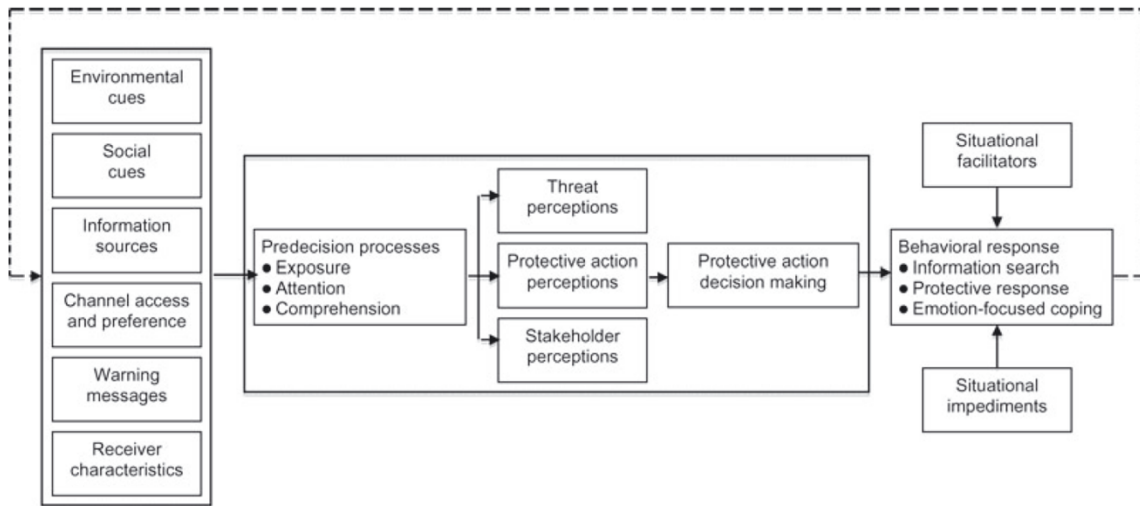 Environmental
cues
Social
cues
Information
sources
Channel access
and preference
Warning
messages
Receiver
characteristics
Predecision processes
● Exposure
● Attention
● Comprehension
Threat
perceptions
Protective action
perceptions
Stakeholder
perceptions
Protective action
decision making
Situational
facilitators
Behavioral response
● Information search
● Protective response
● Emotion-focused coping
Situational
impediments